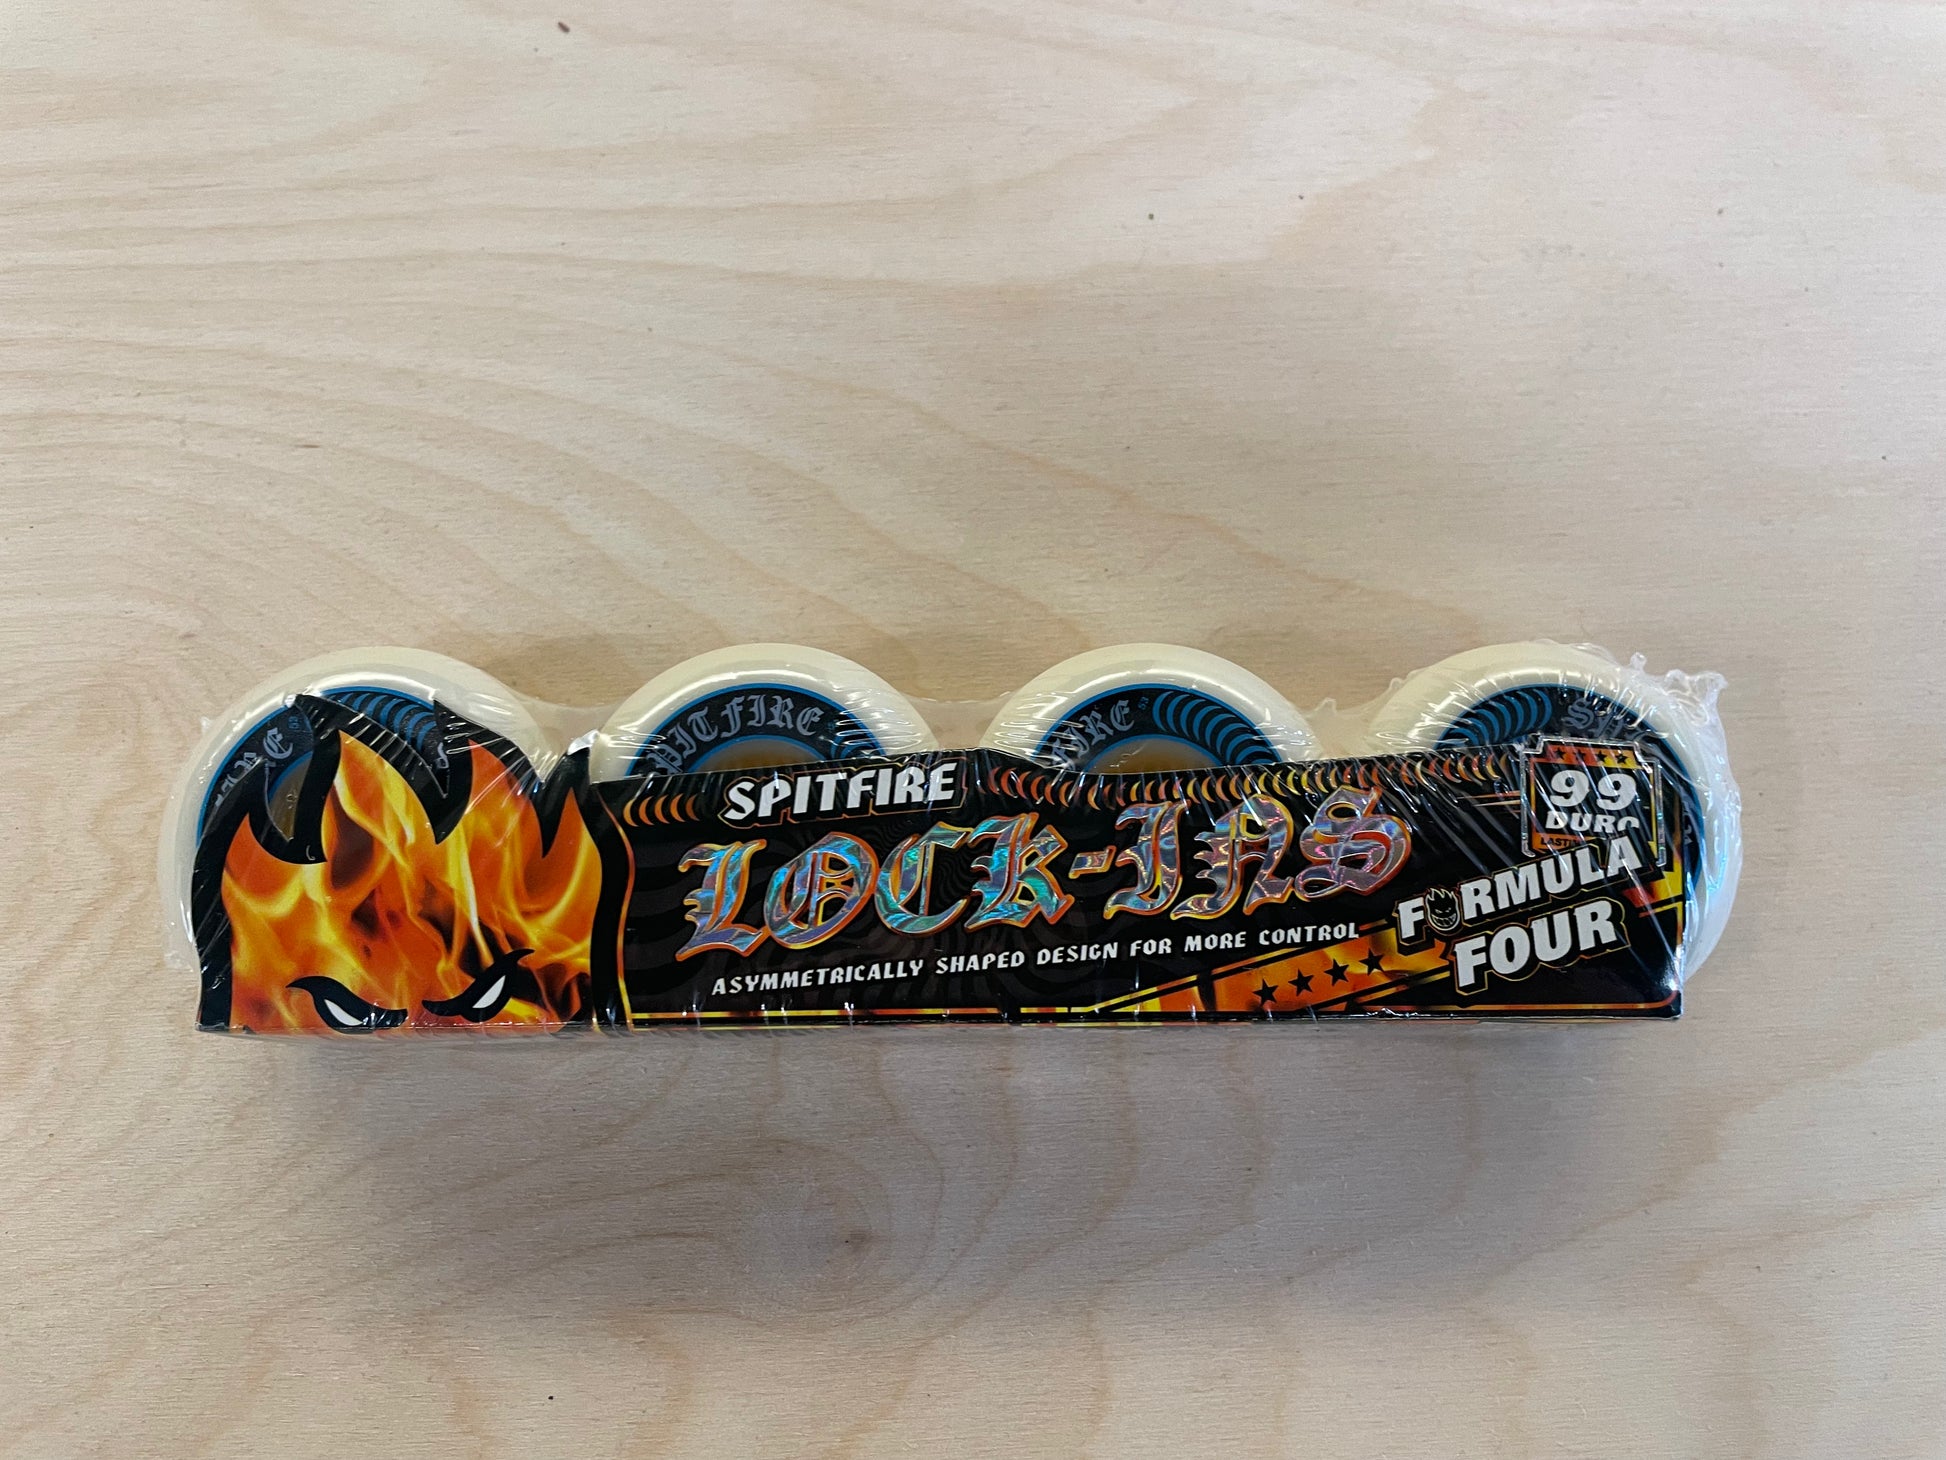 SPITFIRE
SPITFIRE
LOCK-INS
ASYMMETRICALLY SHAPED DESIGN FOR MORE CONTROL
99
DURO
FORMULA
FOUR